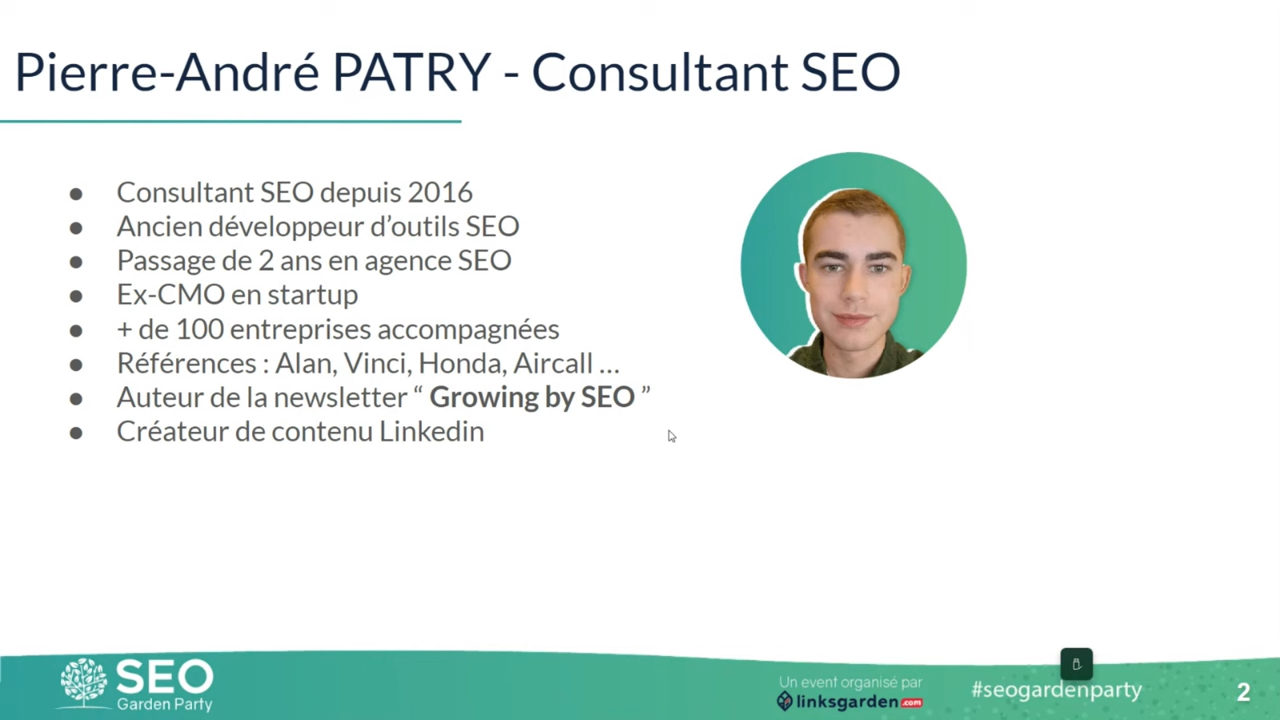 Pierre-André PATRY - Consultant SEO
● Consultant SEO depuis 2016
● Ancien développeur d’outils SEO
● Passage de 2 ans en agence SEO
● Ex-CMO en startup
● + de 100 entreprises accompagnées
● Références : Alan, Vinci, Honda, Aircall ...
● Auteur de la newsletter “ Growing by SEO ”
● Créateur de contenu Linkedin
SEO
Garden Party
Un event organisé par
linksgarden.com
#seogardenparty
2